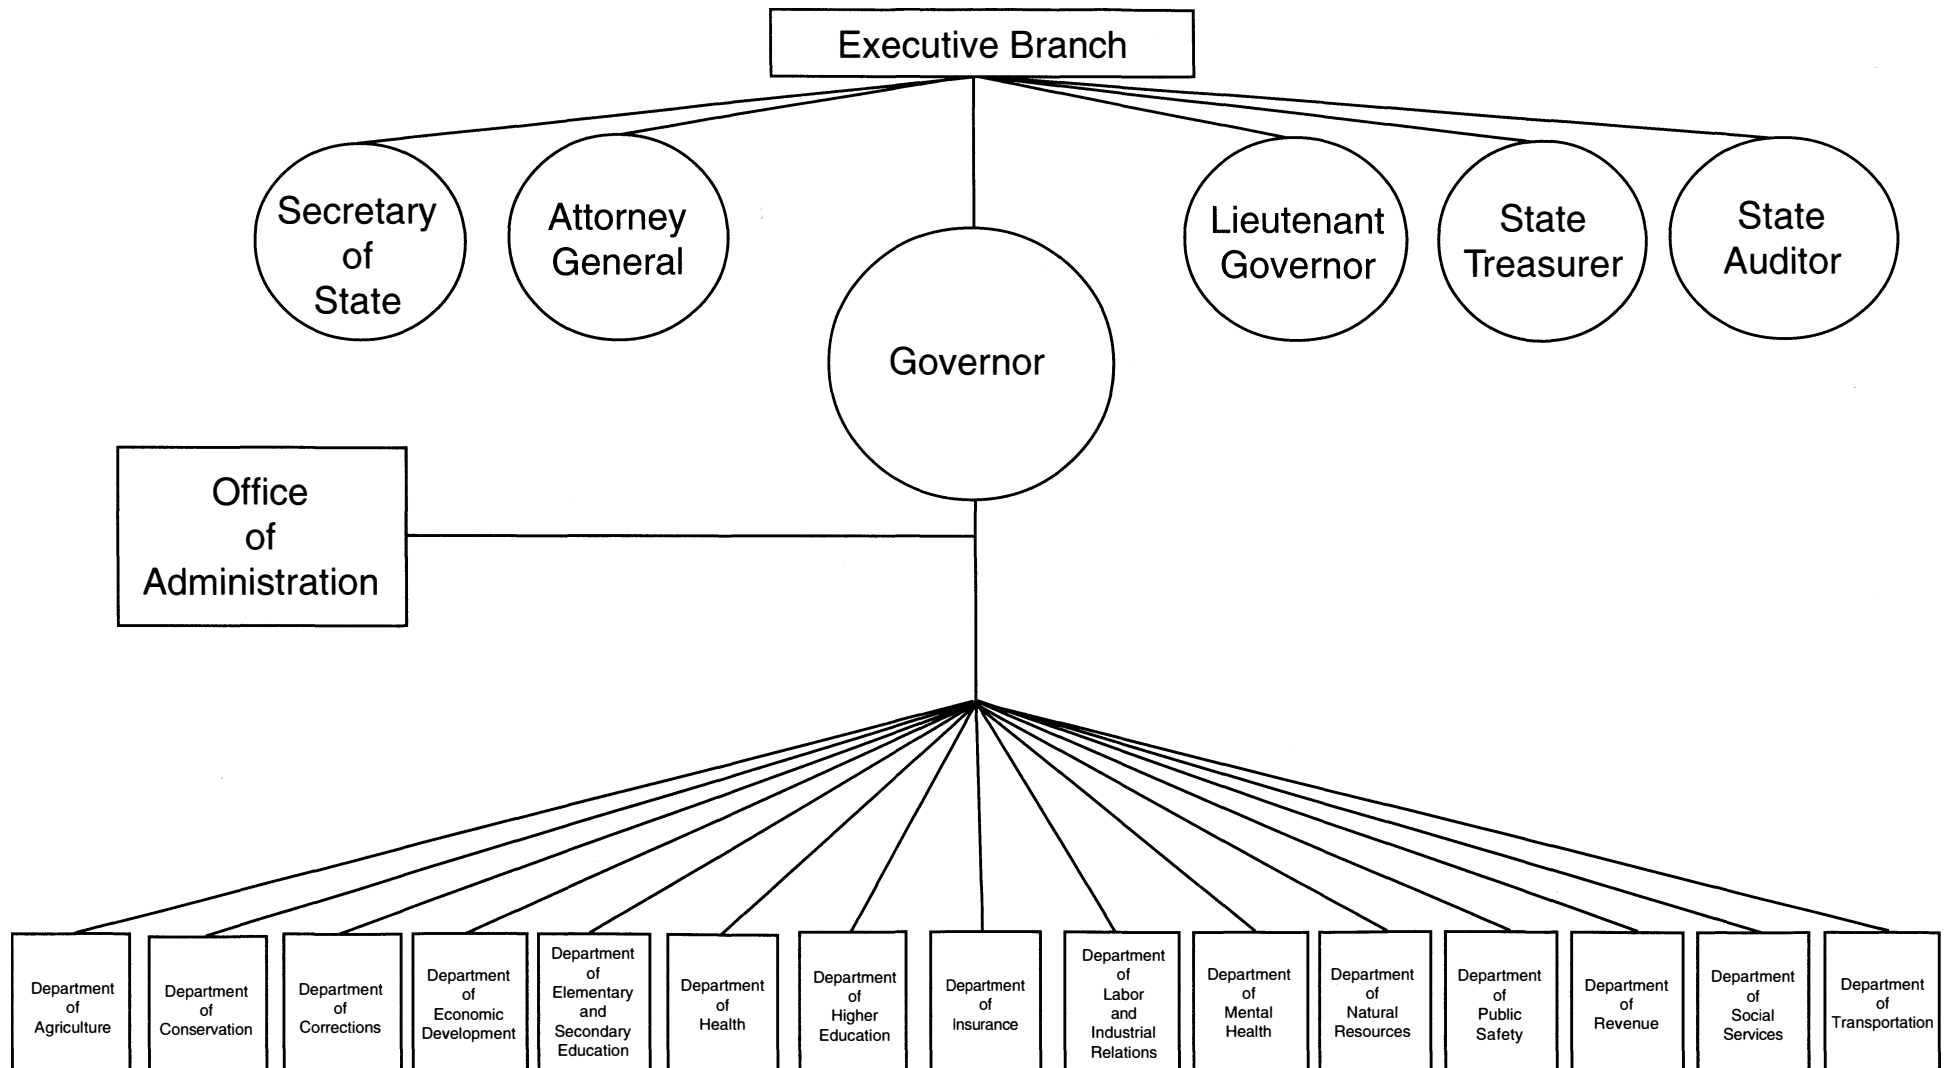 Executive Branch
Secretary
of
State
Attorney
General
Governor
Lieutenant
Governor
State
Treasurer
State
Auditor
Office
of
Administration
Department
of
Agriculture
Department
of
Conservation
Department
of
Corrections
Department
of
Economic
Development
Department
of
Elementary
and
Secondary
Education
Department
of
Health
Department
of
Higher
Education
Department
of
Insurance
Department
of
Labor
and
Industrial
Relations
Department
of
Mental
Health
Department
of
Natural
Resources
Department
of
Public
Safety
Department
of
Revenue
Department
of
Social
Services
Department
of
Transportation